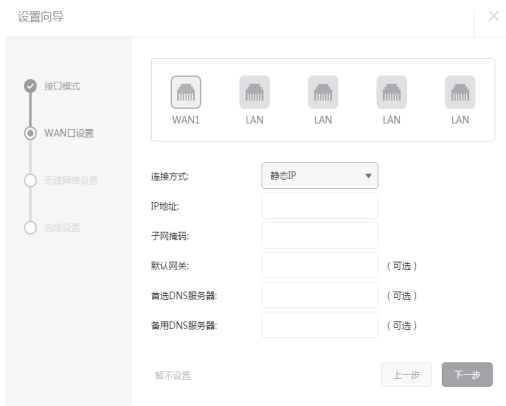 设置向导
接口模式
WAN口设置
无线网络设置
完成设置
WAN1 LAN LAN LAN LAN
连接方式: 静态IP
IP地址:
子网掩码:
默认网关: (可选)
首选DNS服务器: (可选)
备用DNS服务器: (可选)
暂不设置 上一步 下一步